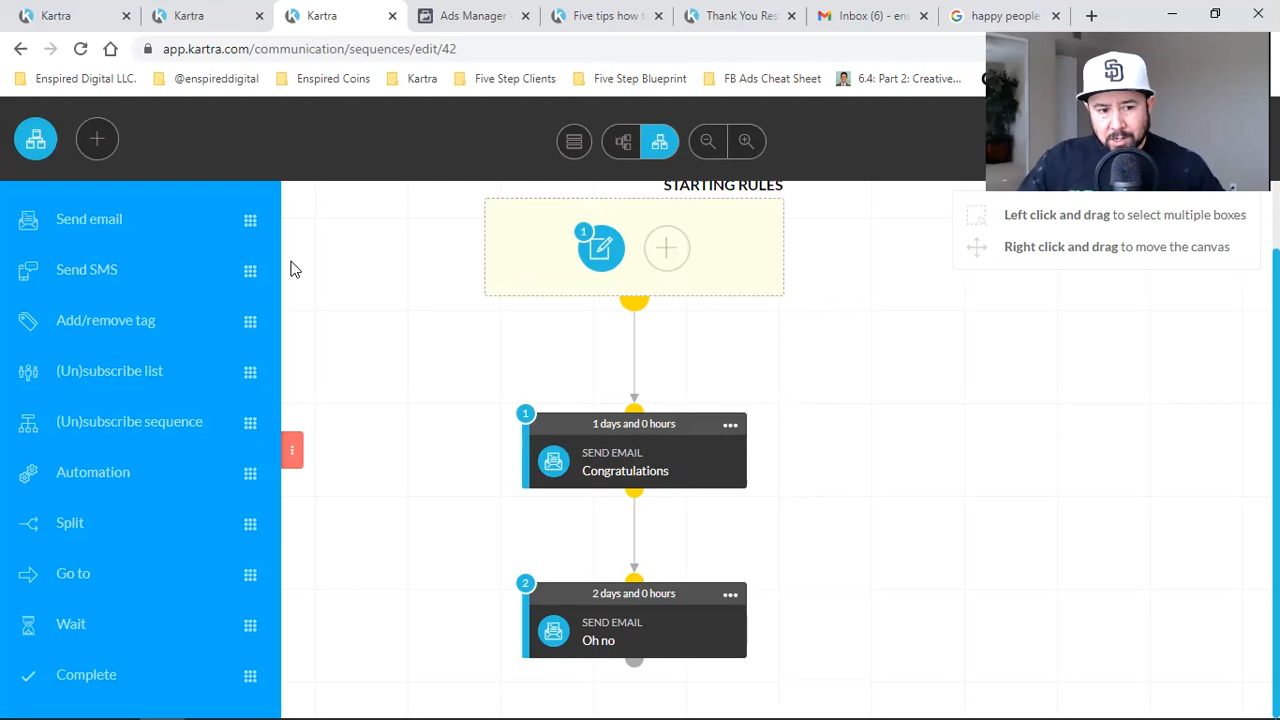 Kartra
Kartra
Kartra
Ads Manager -
Five tips how t
Thank You Res
Inbox (6) - ens
happy people
app.kartra.com/communication/sequences/edit/42
Enspired Digital LLC.
@enspireddigital
Enspired Coins
Kartra
Five Step Clients
Five Step Blueprint
FB Ads Cheat Sheet
6.4: Part 2: Creative...
SD
STARTING RULES
Send email
Send SMS
Add/remove tag
(Un)subscribe list
(Un)subscribe sequence
Automation
Split
Go to
Wait
Complete
1
1
1 days and 0 hours
SEND EMAIL
Congratulations
2
2 days and 0 hours
SEND EMAIL
Oh no
Left click and drag to select multiple boxes
Right click and drag to move the canvas